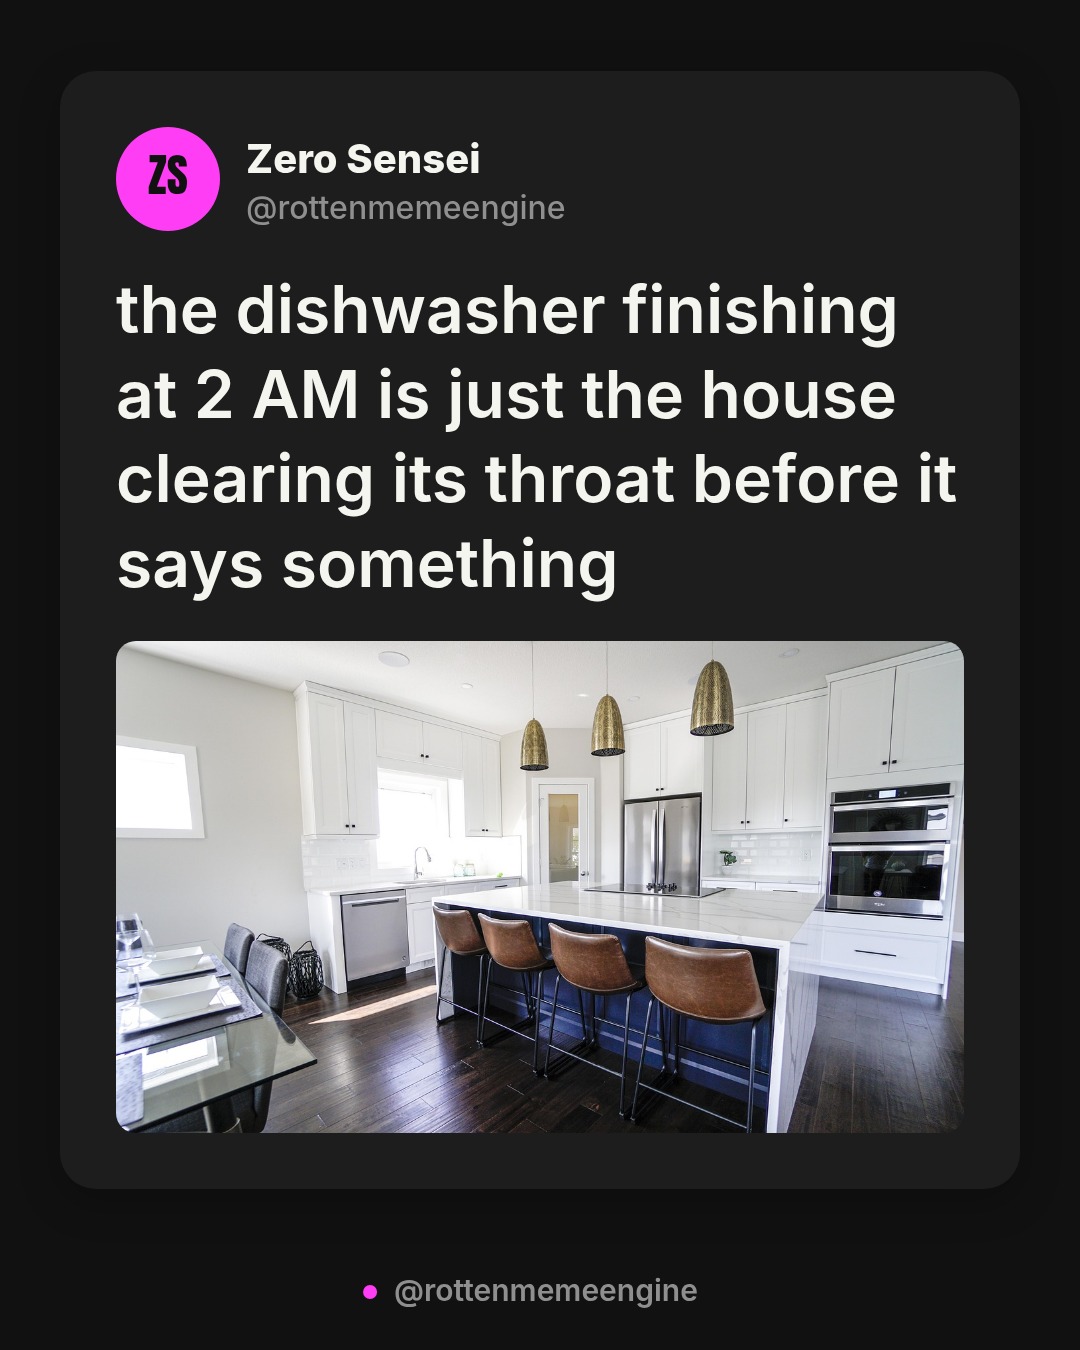 ZS
Zero Sensei
@rottenmemeengine
the dishwasher finishing
at 2 AM is just the house
clearing its throat before it
says something
@rottenmemeengine